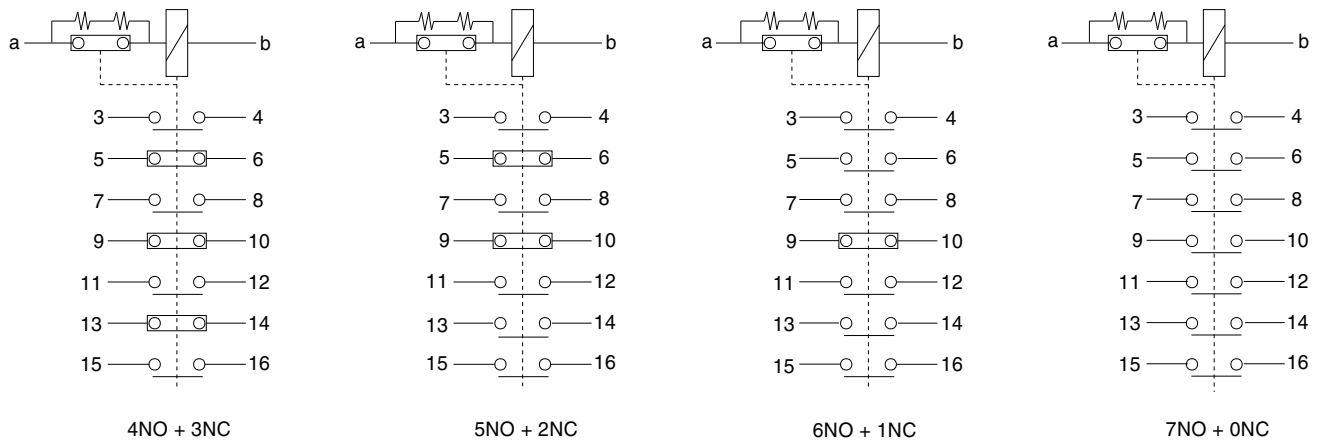 a b a b a b a b
3 4 3 4 3 4 3 4
5 6 5 6 5 6 5 6
7 8 7 8 7 8 7 8
9 10 9 10 9 10 9 10
11 12 11 12 11 12 11 12
13 14 13 14 13 14 13 14
15 16 15 16 15 16 15 16
4NO + 3NC 5NO + 2NC 6NO + 1NC 7NO + 0NC